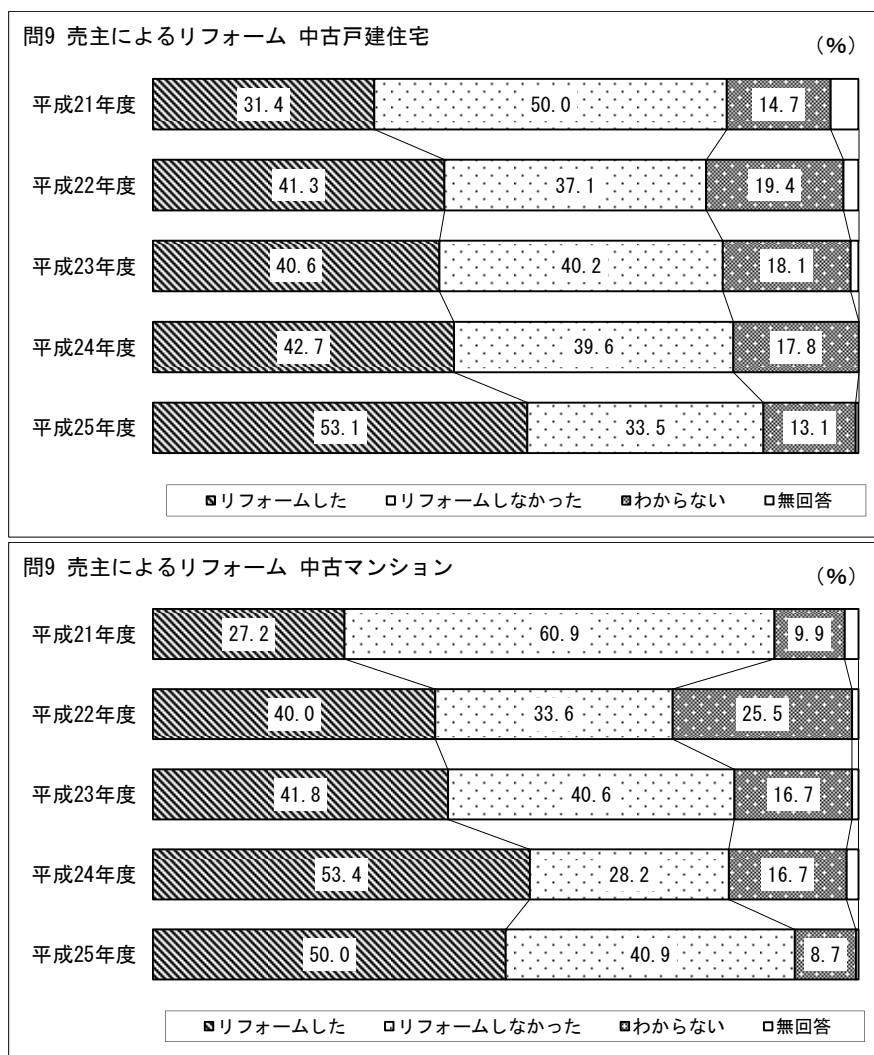 問9 売主によるリフォーム 中古戸建住宅
(%)
平成21年度 31.4 50.0 14.7
平成22年度 41.3 37.1 19.4
平成23年度 40.6 40.2 18.1
平成24年度 42.7 39.6 17.8
平成25年度 53.1 33.5 13.1
リフォームした リフォームしなかった わからない 無回答
問9 売主によるリフォーム 中古マンション
(%)
平成21年度 27.2 60.9 9.9
平成22年度 40.0 33.6 25.5
平成23年度 41.8 40.6 16.7
平成24年度 53.4 28.2 16.7
平成25年度 50.0 40.9 8.7
リフォームした リフォームしなかった わからない 無回答